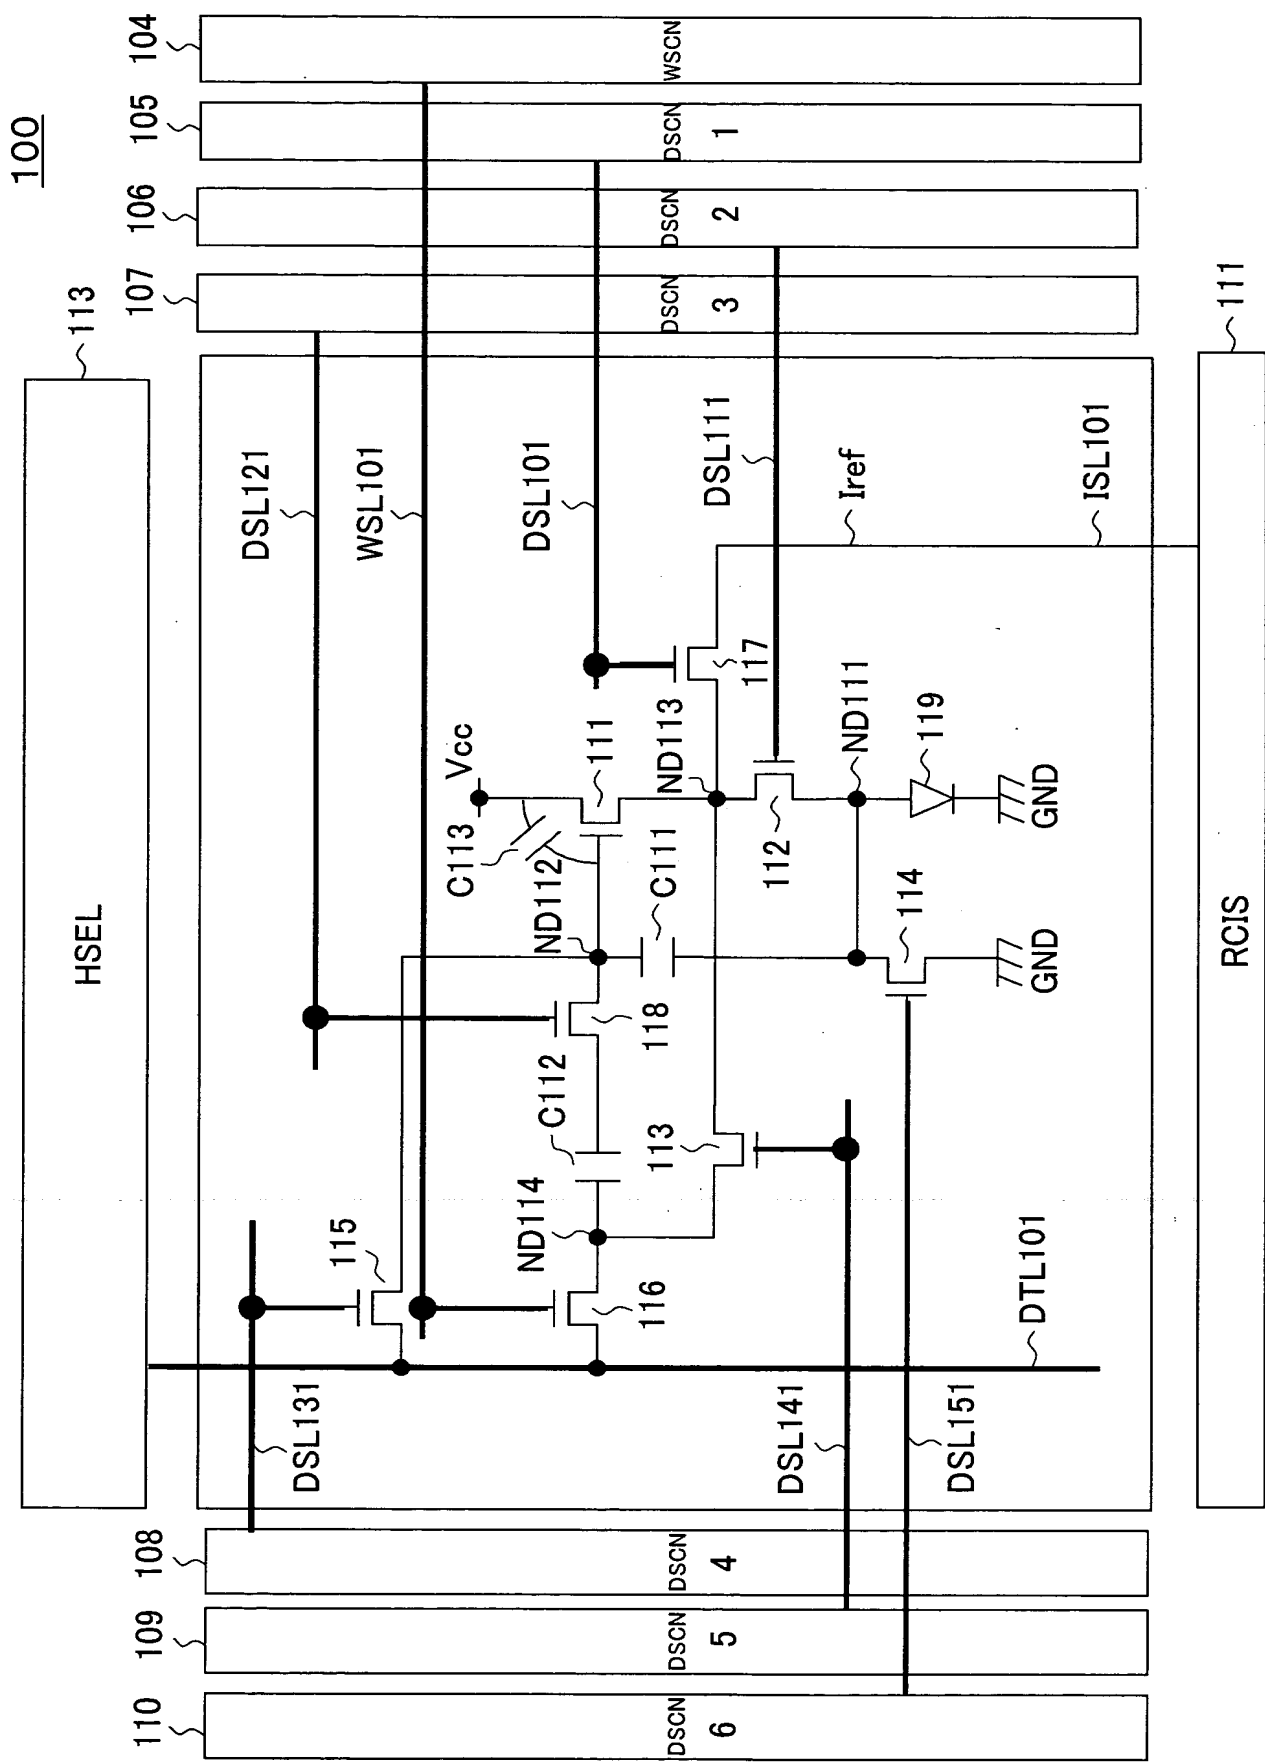 100
HSEL
113
110
109
108
107
106
105
104
DSCN
6
DSCN
5
DSCN
4
DSCN
3
DSCN
2
DSCN
1
WSCN
DSL131
115
DSL121
WSL101
C113
Vcc
DSL101
ND114
C112
118
ND112
111
116
C111
ND113
117
DSL111
DSL141
113
112
Iref
114
ND111
119
DSL151
DTL101
GND
GND
ISL101
RCIS
111